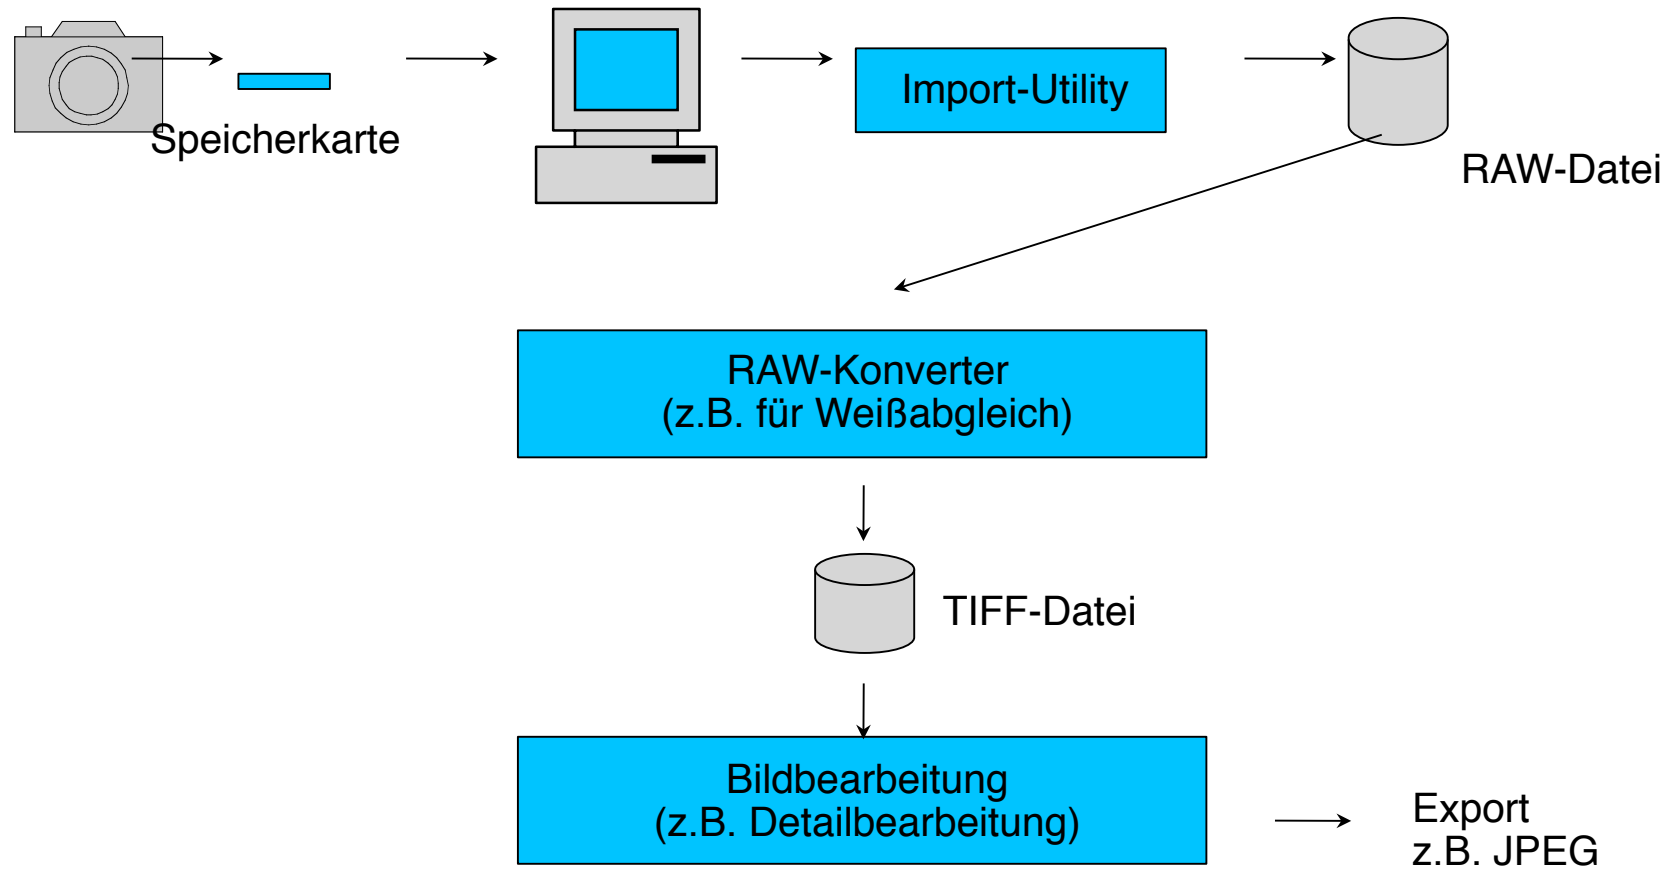 Import-Utility
Speicherkarte
RAW-Datei
RAW-Konverter
(z.B. für Weißabgleich)
TIFF-Datei
Bildbearbeitung
(z.B. Detailbearbeitung)
Export
z.B. JPEG